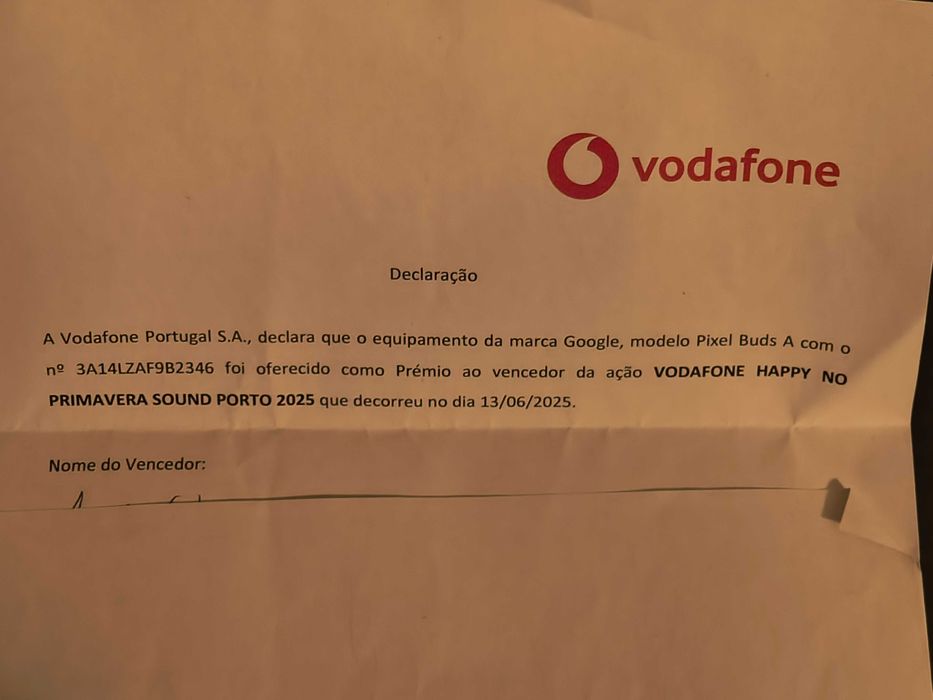 vodafone
Declaração
A Vodafone Portugal S.A., declara que o equipamento da marca Google, modelo Pixel Buds A com o
nº 3A14LZAF9B2346 foi oferecido como Prémio ao vencedor da ação VODAFONE HAPPY NO
PRIMAVERA SOUND PORTO 2025 que decorreu no dia 13/06/2025.
Nome do Vencedor: